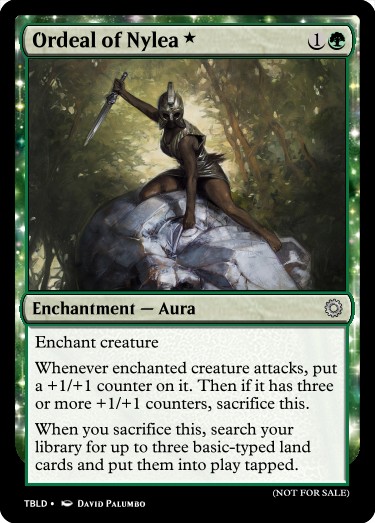 Ordeal of Nylea ★ 1
Enchantment — Aura
Enchant creature
Whenever enchanted creature attacks, put
a +1/+1 counter on it. Then if it has three
or more +1/+1 counters, sacrifice this.
When you sacrifice this, search your
library for up to three basic-typed land
cards and put them into play tapped.
TBLD • David Palumbo
(NOT FOR SALE)